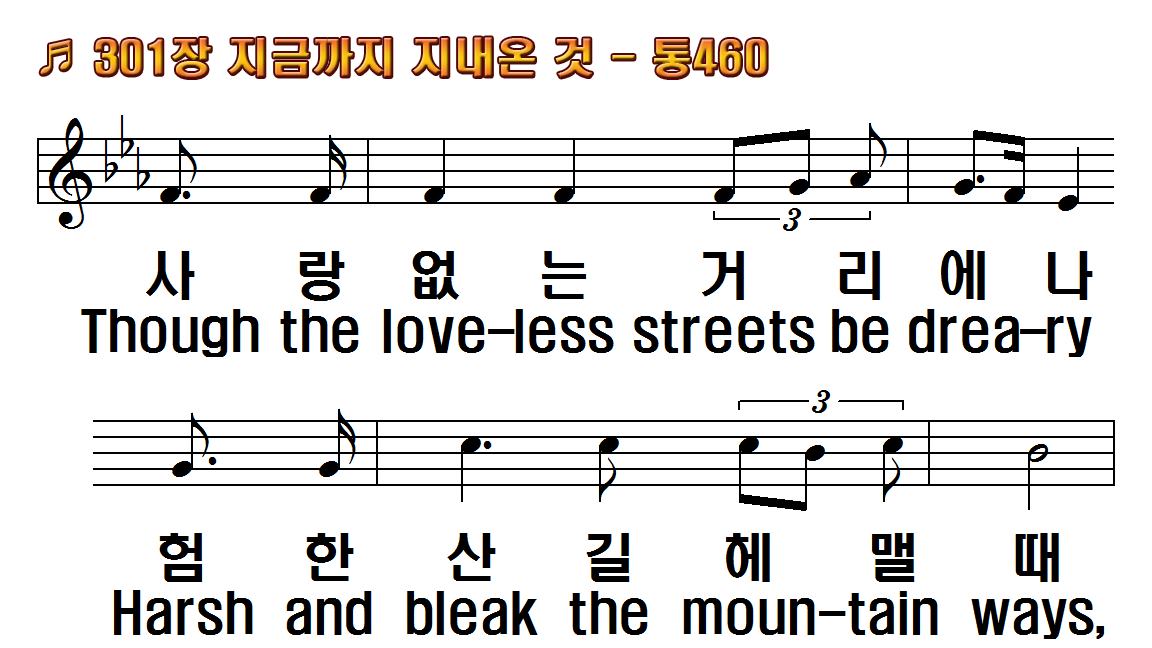 301장 지금까지 지내온 것 - 통460
3
사 랑 없 는 거 리 에 나
Though the love-less streets be drea-ry
3
험 한 산 길 헤 맬 때
Harsh and bleak the moun-tain ways,